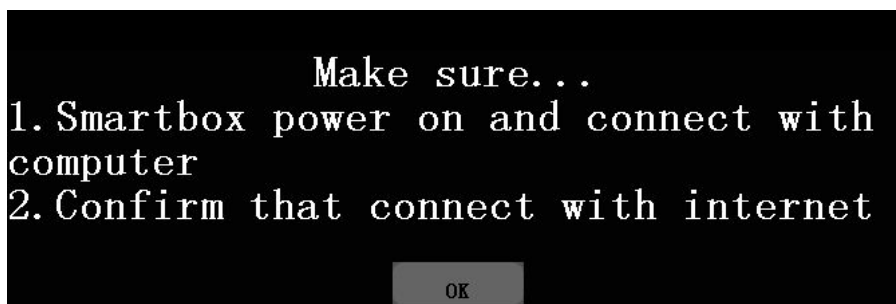 Make sure...
1.Smartbox power on and connect with
computer
2.Confirm that connect with internet
OK